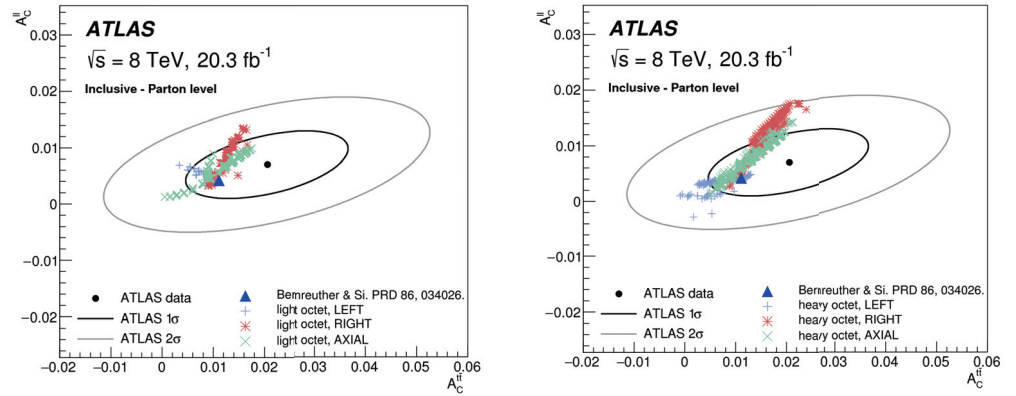 A_C^ll
ATLAS
√s = 8 TeV, 20.3 fb⁻¹
Inclusive - Parton level
0.03
0.02
0.01
0
−0.01
−0.02
ATLAS data
ATLAS 1σ
ATLAS 2σ
Bernreuther & Si. PRD 86, 034026.
light octet, LEFT
light octet, RIGHT
light octet, AXIAL
−0.02 −0.01 0 0.01 0.02 0.03 0.04 0.05 0.06
A_C^tt̄
A_C^ll
ATLAS
√s = 8 TeV, 20.3 fb⁻¹
Inclusive - Parton level
0.03
0.02
0.01
0
−0.01
−0.02
ATLAS data
ATLAS 1σ
ATLAS 2σ
Bernreuther & Si. PRD 86, 034026.
heavy octet, LEFT
heavy octet, RIGHT
heavy octet, AXIAL
−0.02 −0.01 0 0.01 0.02 0.03 0.04 0.05 0.06
A_C^tt̄